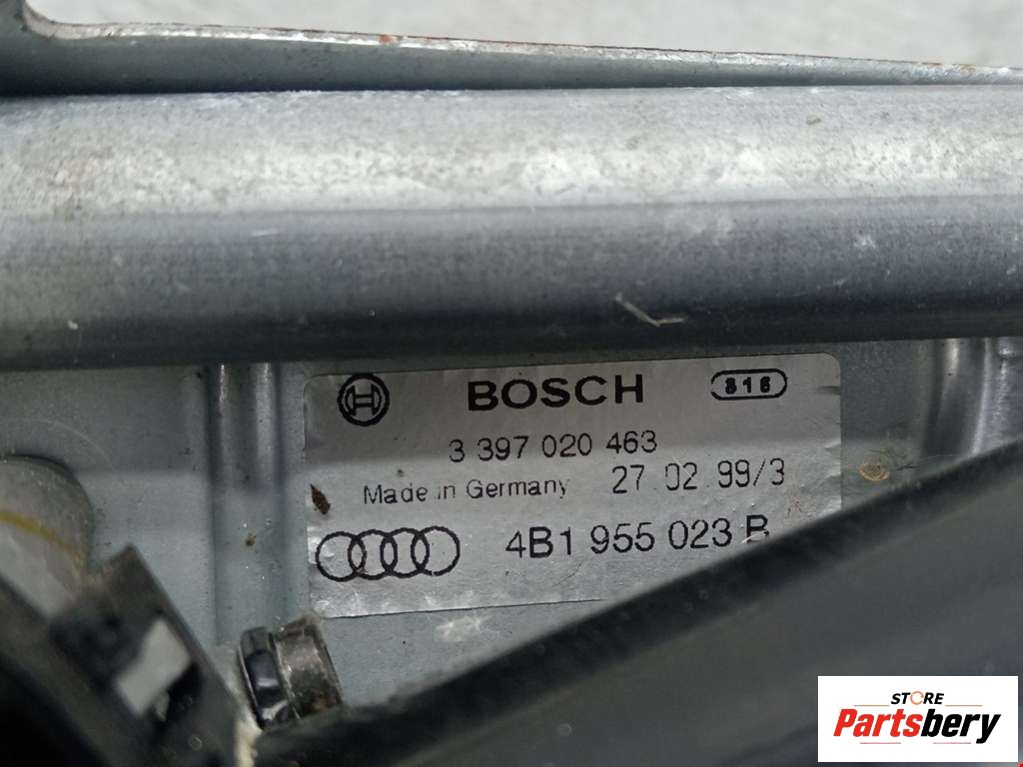 BOSCH 816
3 397 020 463
Made in Germany 27 02 99/3
4B1 955 023 B
STORE
Partsbery